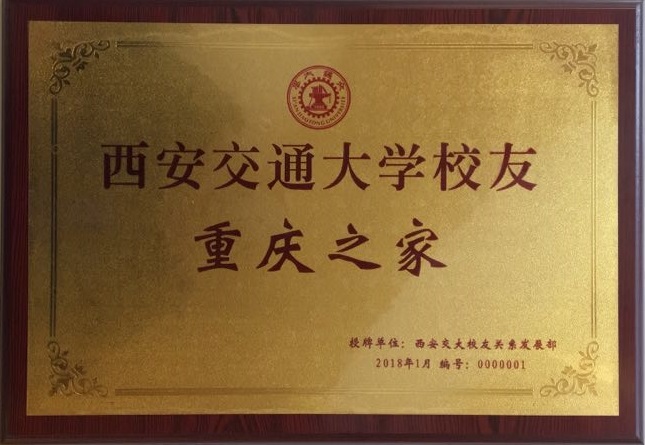 西安交通大学校友
重庆之家
授牌单位：西安交大校友关系发展部
2018年1月 编号：0000001